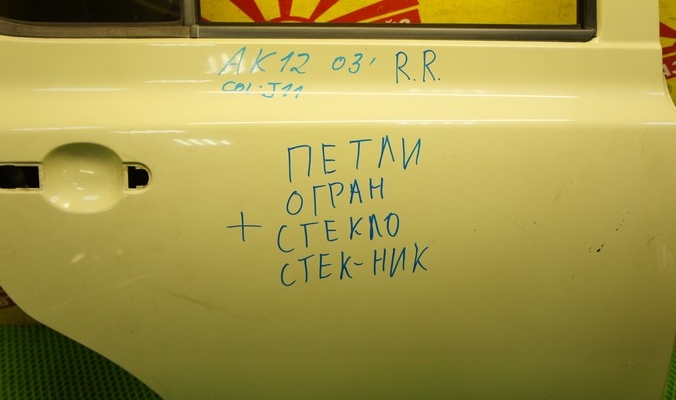 AK12 03' R.R.
COL: J11
ПЕТЛИ
ОГРАН
+ СТЕКЛО
СТЕК-НИК